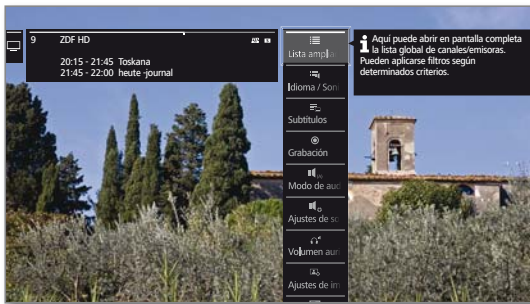 9 ZDF HD
20:15 - 21:45 Toskana
21:45 - 22:00 heute -journal
Lista amplia
Idioma / Soni
Subtítulos
Grabación
Modo de aud
Ajustes de so
Volumen auri
Ajustes de im
Aquí puede abrir en pantalla completa
la lista global de canales/emisoras.
Pueden aplicarse filtros según
determinados criterios.